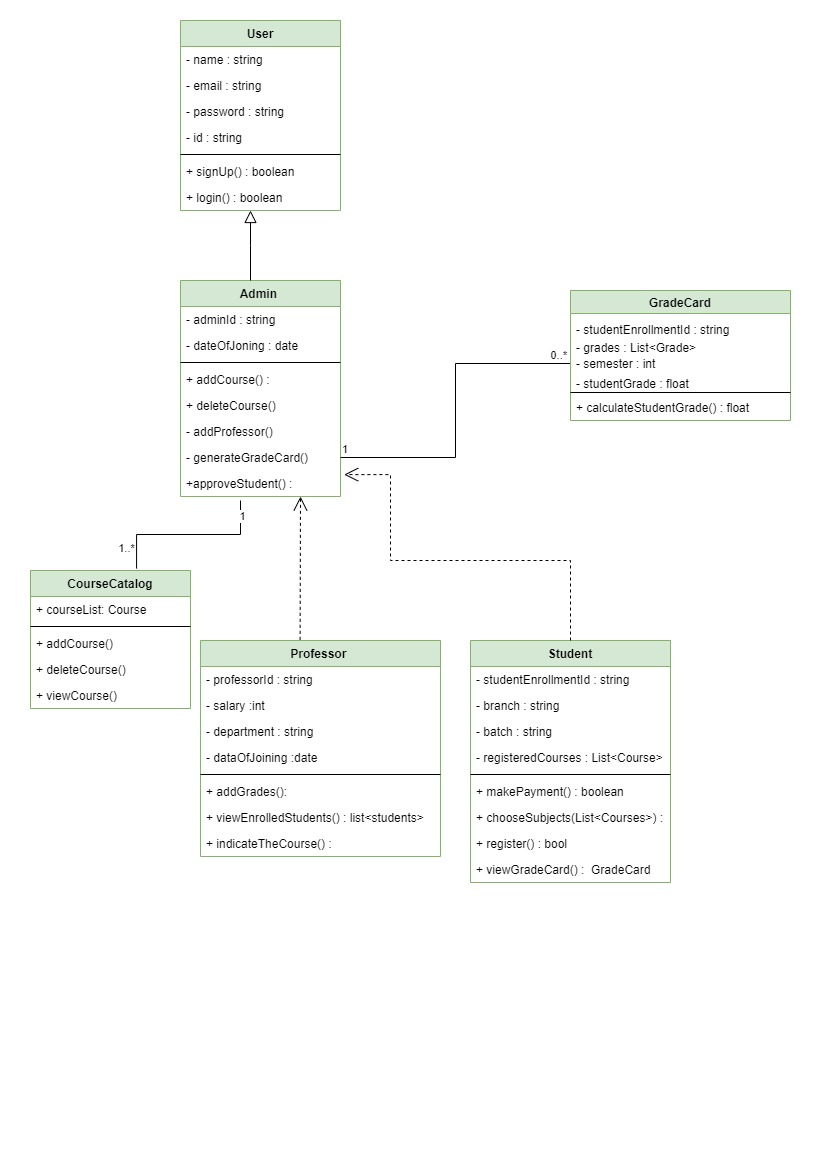 User
- name : string
- email : string
- password : string
- id : string
+ signUp() : boolean
+ login() : boolean
Admin
- adminId : string
- dateOfJoning : date
+ addCourse() :
+ deleteCourse()
- addProfessor()
- generateGradeCard()
+approveStudent() :
GradeCard
- studentEnrollmentId : string
- grades : List<Grade>
- semester : int
- studentGrade : float
+ calculateStudentGrade() : float
0..*
1
1
1..*
CourseCatalog
+ courseList: Course
+ addCourse()
+ deleteCourse()
+ viewCourse()
Professor
- professorId : string
- salary :int
- department : string
- dataOfJoining :date
+ addGrades():
+ viewEnrolledStudents() : list<students>
+ indicateTheCourse() :
Student
- studentEnrollmentId : string
- branch : string
- batch : string
- registeredCourses : List<Course>
+ makePayment() : boolean
+ chooseSubjects(List<Courses>) :
+ register() : bool
+ viewGradeCard() : GradeCard